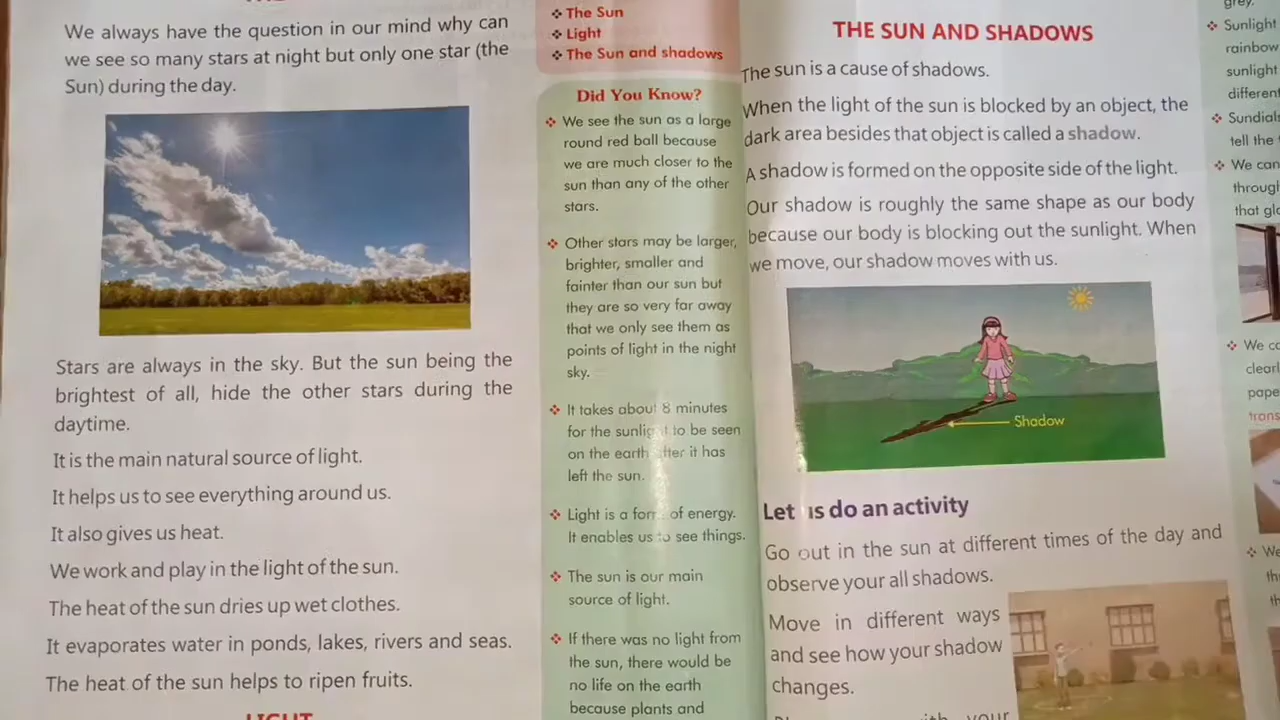 We always have the question in our mind why can
we see so many stars at night but only one star (the
Sun) during the day.
Stars are always in the sky. But the sun being the
brightest of all, hide the other stars during the
daytime.
It is the main natural source of light.
It helps us to see everything around us.
It also gives us heat.
We work and play in the light of the sun.
The heat of the sun dries up wet clothes.
It evaporates water in ponds, lakes, rivers and seas.
The heat of the sun helps to ripen fruits.
LIGHT
❖ The Sun
❖ Light
❖ The Sun and shadows
Did You Know?
❖ We see the sun as a large
round red ball because
we are much closer to the
sun than any of the other
stars.
❖ Other stars may be larger,
brighter, smaller and
fainter than our sun but
they are so very far away
that we only see them as
points of light in the night
sky.
❖ It takes about 8 minutes
for the sunlight to be seen
on the earth after it has
left the sun.
❖ Light is a form of energy.
It enables us to see things.
❖ The sun is our main
source of light.
❖ If there was no light from
the sun, there would be
no life on the earth
because plants and
THE SUN AND SHADOWS
The sun is a cause of shadows.
When the light of the sun is blocked by an object, the
dark area besides that object is called a shadow.
A shadow is formed on the opposite side of the light.
Our shadow is roughly the same shape as our body
because our body is blocking out the sunlight. When
we move, our shadow moves with us.
Shadow
Let us do an activity
Go out in the sun at different times of the day and
observe your all shadows.
Move in different ways
and see how your shadow
changes.
with your
grey.
❖ Sunlight
rainbow
sunlight
different
❖ Sundials
tell the
❖ We can
through
that
❖ We
❖ We